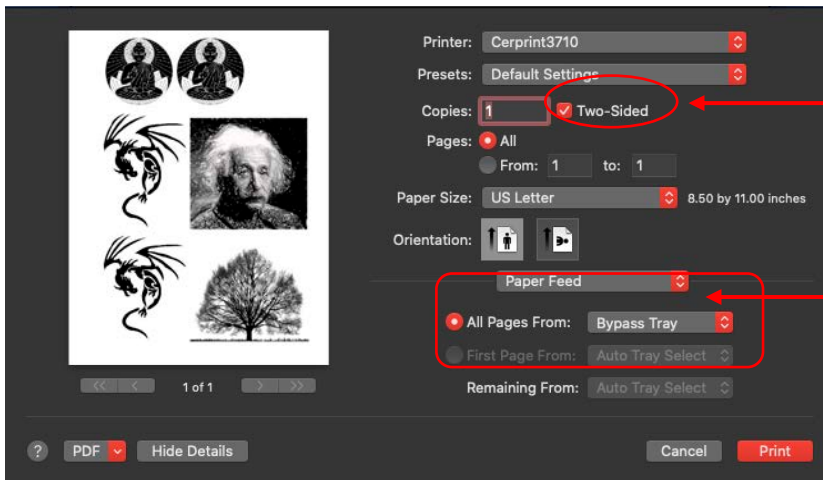 Printer: Cerprint3710
Presets: Default Settings
Copies: 1 Two-Sided
Pages: All
From: 1 to: 1
Paper Size: US Letter 8.50 by 11.00 inches
Orientation:
Paper Feed
All Pages From: Bypass Tray
First Page From: Auto Tray Select
Remaining From: Auto Tray Select
1 of 1
? PDF Hide Details Cancel Print